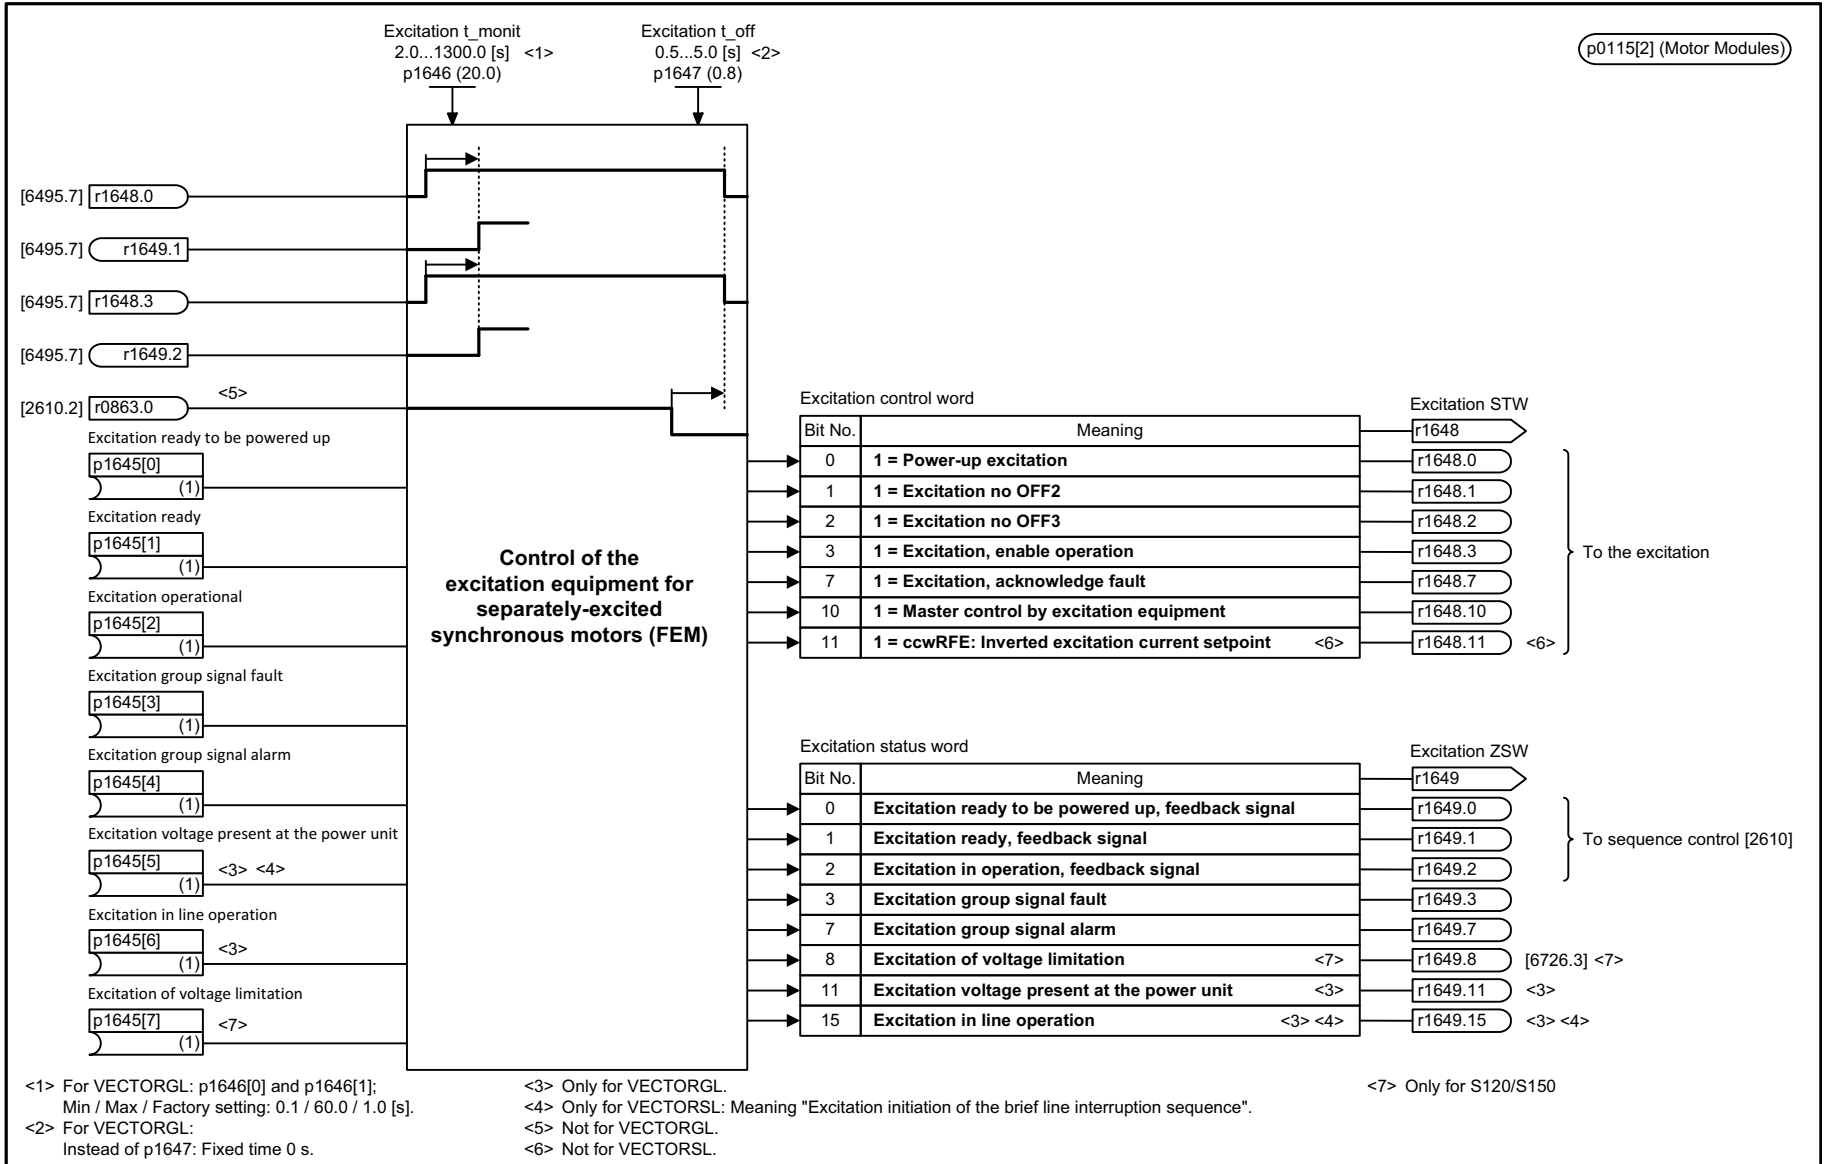 Excitation t_monit
2.0...1300.0 [s] <1>
p1646 (20.0)
Excitation t_off
0.5...5.0 [s] <2>
p1647 (0.8)
p0115[2] (Motor Modules)
[6495.7] r1648.0
[6495.7] r1649.1
[6495.7] r1648.3
[6495.7] r1649.2
[2610.2] r0863.0 <5>
Excitation ready to be powered up
p1645[0]
(1)
Excitation ready
p1645[1]
(1)
Excitation operational
p1645[2]
(1)
Excitation group signal fault
p1645[3]
(1)
Excitation group signal alarm
p1645[4]
(1)
Excitation voltage present at the power unit
p1645[5] <3> <4>
(1)
Excitation in line operation
p1645[6] <3>
(1)
Excitation of voltage limitation
p1645[7] <7>
(1)
Control of the
excitation equipment for
separately-excited
synchronous motors (FEM)
Excitation control word
Excitation STW
Bit No. Meaning r1648
0 1 = Power-up excitation r1648.0
1 1 = Excitation no OFF2 r1648.1
2 1 = Excitation no OFF3 r1648.2
3 1 = Excitation, enable operation r1648.3
7 1 = Excitation, acknowledge fault r1648.7
10 1 = Master control by excitation equipment r1648.10
11 1 = ccwRFE: Inverted excitation current setpoint <6> r1648.11 <6>
To the excitation
Excitation status word
Excitation ZSW
Bit No. Meaning r1649
0 Excitation ready to be powered up, feedback signal r1649.0
1 Excitation ready, feedback signal r1649.1
2 Excitation in operation, feedback signal r1649.2
3 Excitation group signal fault r1649.3
7 Excitation group signal alarm r1649.7
8 Excitation of voltage limitation <7> r1649.8 [6726.3] <7>
11 Excitation voltage present at the power unit <3> r1649.11 <3>
15 Excitation in line operation <3> <4> r1649.15 <3> <4>
To sequence control [2610]
<1> For VECTORGL: p1646[0] and p1646[1];
Min / Max / Factory setting: 0.1 / 60.0 / 1.0 [s].
<2> For VECTORGL:
Instead of p1647: Fixed time 0 s.
<3> Only for VECTORGL.
<4> Only for VECTORSL: Meaning "Excitation initiation of the brief line interruption sequence".
<5> Not for VECTORGL.
<6> Not for VECTORSL.
<7> Only for S120/S150